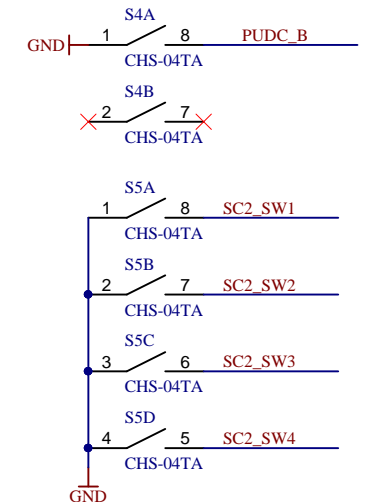 S4A
GND 1 8 PUDC_B
CHS-04TA
S4B
2 7
CHS-04TA
S5A
1 8 SC2_SW1
CHS-04TA
S5B
2 7 SC2_SW2
CHS-04TA
S5C
3 6 SC2_SW3
CHS-04TA
S5D
4 5 SC2_SW4
CHS-04TA
GND